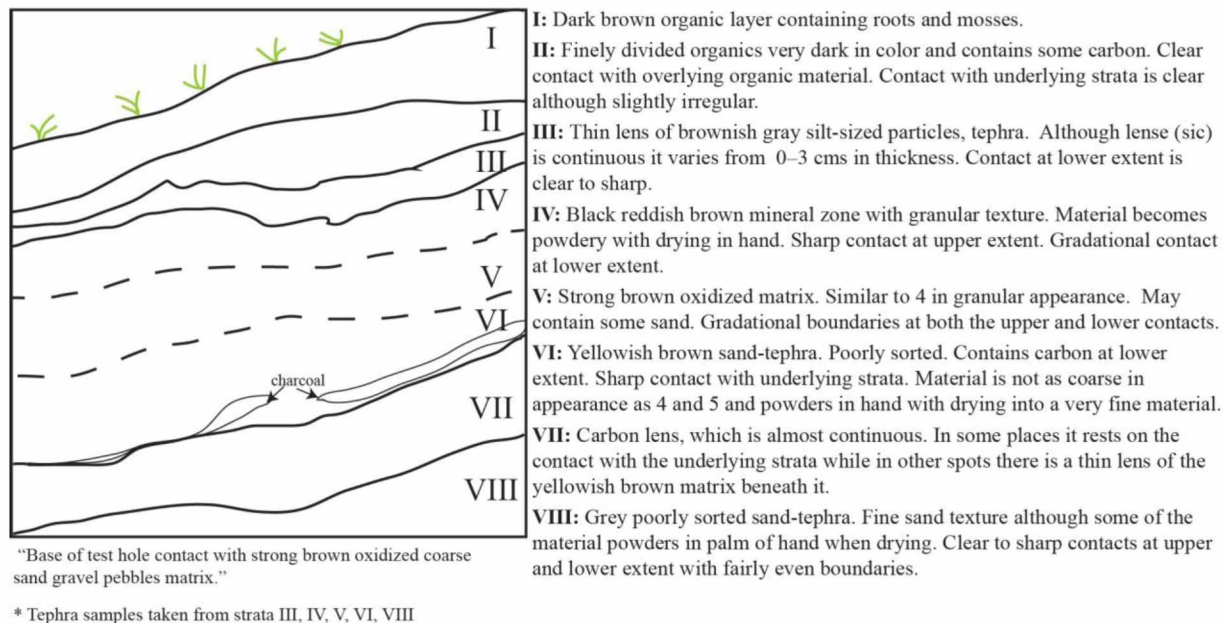 I
II
III
IV
V
VI
charcoal
VII
VIII
“Base of test hole contact with strong brown oxidized coarse
sand gravel pebbles matrix.”
* Tephra samples taken from strata III, IV, V, VI, VIII
I: Dark brown organic layer containing roots and mosses.
II: Finely divided organics very dark in color and contains some carbon. Clear
contact with overlying organic material. Contact with underlying strata is clear
although slightly irregular.
III: Thin lens of brownish gray silt-sized particles, tephra. Although lense (sic)
is continuous it varies from 0–3 cms in thickness. Contact at lower extent is
clear to sharp.
IV: Black reddish brown mineral zone with granular texture. Material becomes
powdery with drying in hand. Sharp contact at upper extent. Gradational contact
at lower extent.
V: Strong brown oxidized matrix. Similar to 4 in granular appearance. May
contain some sand. Gradational boundaries at both the upper and lower contacts.
VI: Yellowish brown sand-tephra. Poorly sorted. Contains carbon at lower
extent. Sharp contact with underlying strata. Material is not as coarse in
appearance as 4 and 5 and powders in hand with drying into a very fine material.
VII: Carbon lens, which is almost continuous. In some places it rests on the
contact with the underlying strata while in other spots there is a thin lens of the
yellowish brown matrix beneath it.
VIII: Grey poorly sorted sand-tephra. Fine sand texture although some of the
material powders in palm of hand when drying. Clear to sharp contacts at upper
and lower extent with fairly even boundaries.